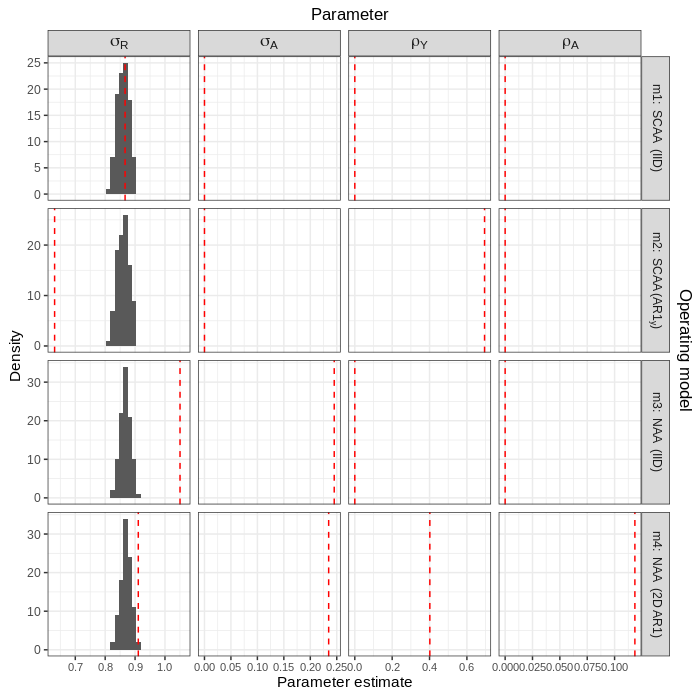 Parameter
σR
σA
ρY
ρA
25
20
15
10
5
0
m1: SCAA (IID)
20
10
0
m2: SCAA (AR1y)
30
20
10
0
m3: NAA (IID)
30
20
10
0
m4: NAA (2D AR1)
Density
Operating model
0.7 0.8 0.9 1.0
0.00 0.05 0.10 0.15 0.20 0.25
0.0 0.2 0.4 0.6
0.000 0.025 0.050 0.075 0.100
Parameter estimate